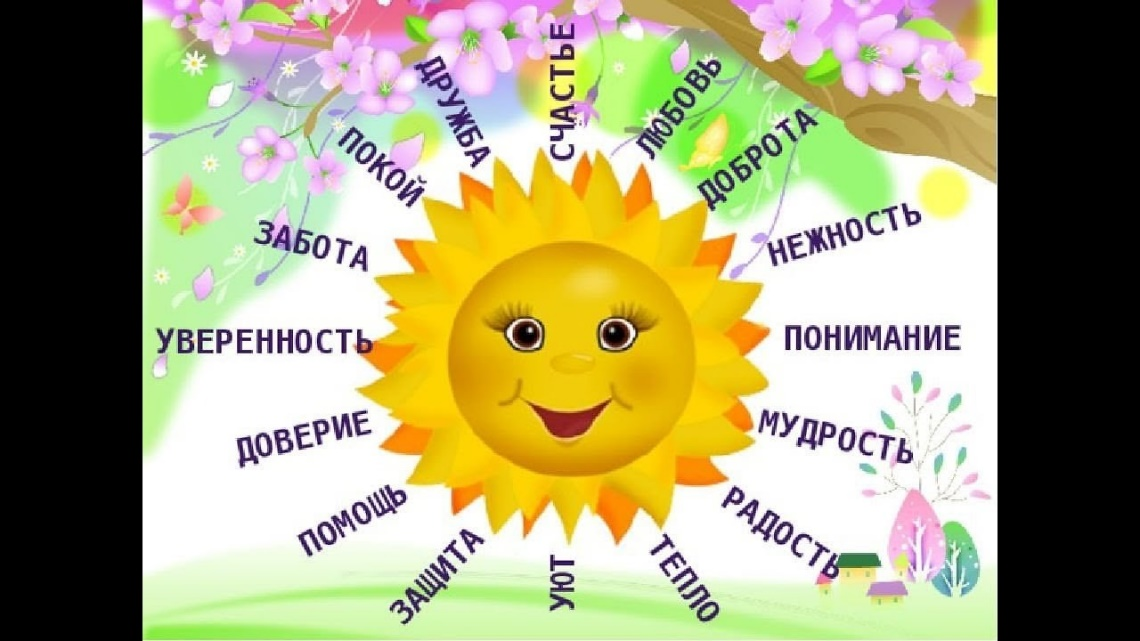 СЧАСТЬЕ
ЛЮБОВЬ
ДОБРОТА
НЕЖНОСТЬ
ПОНИМАНИЕ
МУДРОСТЬ
РАДОСТЬ
ТЕПЛО
УЮТ
ЗАЩИТА
ПОМОЩЬ
ДОВЕРИЕ
УВЕРЕННОСТЬ
ЗАБОТА
ПОКОЙ
ДРУЖБА